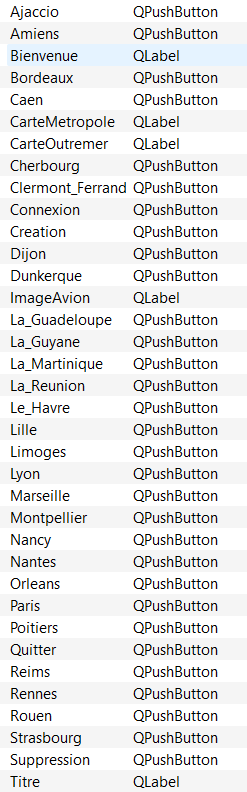 Ajaccio QPushButton
Amiens QPushButton
Bienvenue QLabel
Bordeaux QPushButton
Caen QPushButton
CarteMetropole QLabel
CarteOutremer QLabel
Cherbourg QPushButton
Clermont_Ferrand QPushButton
Connexion QPushButton
Creation QPushButton
Dijon QPushButton
Dunkerque QPushButton
ImageAvion QLabel
La_Guadeloupe QPushButton
La_Guyane QPushButton
La_Martinique QPushButton
La_Reunion QPushButton
Le_Havre QPushButton
Lille QPushButton
Limoges QPushButton
Lyon QPushButton
Marseille QPushButton
Montpellier QPushButton
Nancy QPushButton
Nantes QPushButton
Orleans QPushButton
Paris QPushButton
Poitiers QPushButton
Quitter QPushButton
Reims QPushButton
Rennes QPushButton
Rouen QPushButton
Strasbourg QPushButton
Suppression QPushButton
Titre QLabel